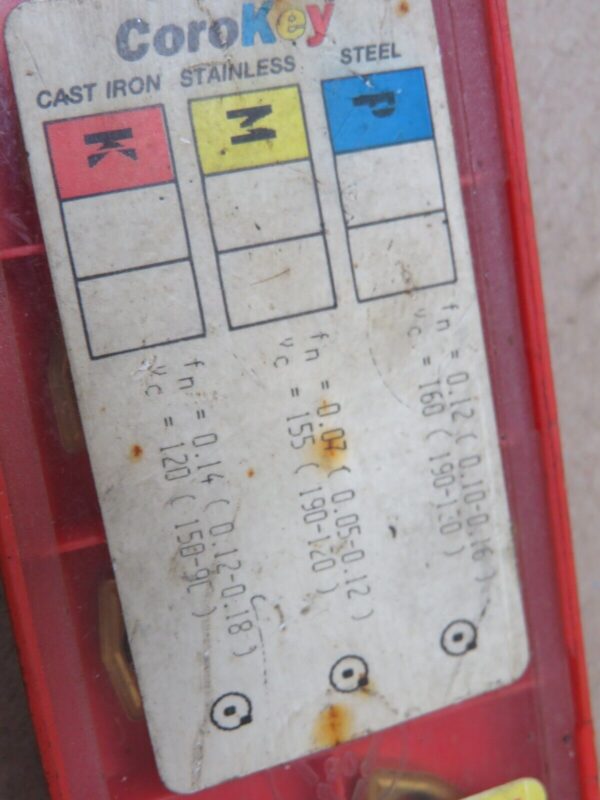 CoroKey
CAST IRON STAINLESS STEEL
K M P
fn = 0.12 ( 0.10-0.16 )
vc = 160 ( 190-120 )
fn = 0.07 ( 0.05-0.12 )
vc = 155 ( 190-120 )
fn = 0.14 ( 0.12-0.18 )
vc = 120 ( 150-90 )